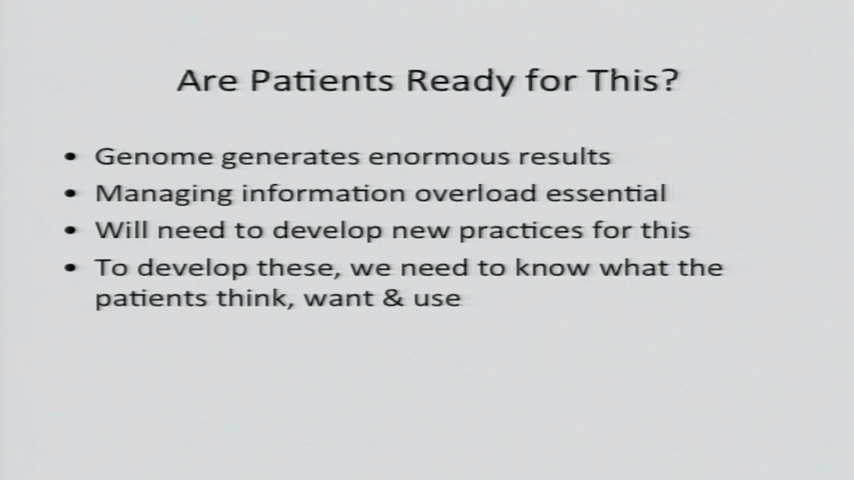 Are Patients Ready for This?
• Genome generates enormous results
• Managing information overload essential
• Will need to develop new practices for this
• To develop these, we need to know what the
patients think, want & use